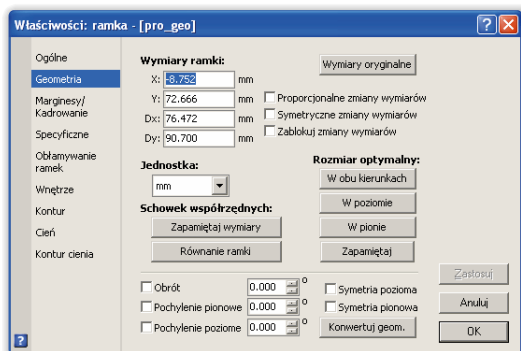 Właściwości: ramka - [pro_geo]
Ogólne
Geometria
Marginesy/
Kadrowanie
Specyficzne
Obłamywanie
ramek
Wnętrze
Kontur
Cień
Kontur cienia
Wymiary ramki:
X: -8.752 mm
Y: 72.666 mm
Dx: 76.472 mm
Dy: 90.700 mm
Wymiary oryginalne
Proporcjonalne zmiany wymiarów
Symetryczne zmiany wymiarów
Zablokuj zmiany wymiarów
Jednostka:
mm
Schowek współrzędnych:
Zapamiętaj wymiary
Równanie ramki
Rozmiar optymalny:
W obu kierunkach
W poziomie
W pionie
Zapamiętaj
Obrót 0.000 °
Pochylenie pionowe 0.000 °
Pochylenie poziome 0.000 °
Symetria pozioma
Symetria pionowa
Konwertuj geom.
Zastosuj
Anuluj
OK